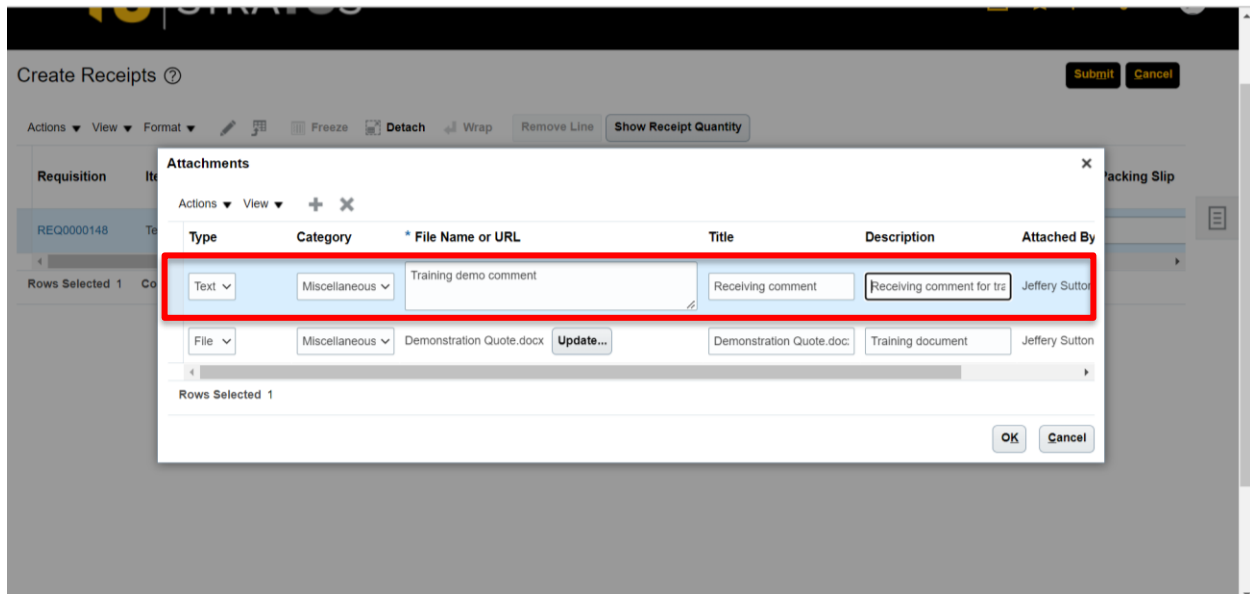 STRATOS
Create Receipts ?
Submit Cancel
Actions View Format Freeze Detach Wrap Remove Line Show Receipt Quantity
Requisition Packing Slip
REQ0000148
Rows Selected 1
Attachments
Actions View
Type Category * File Name or URL Title Description Attached By
Text Miscellaneous Training demo comment Receiving comment Receiving comment for tra Jeffery Sutton
File Miscellaneous Demonstration Quote.docx Update... Demonstration Quote.doc Training document Jeffery Sutton
Rows Selected 1
OK Cancel